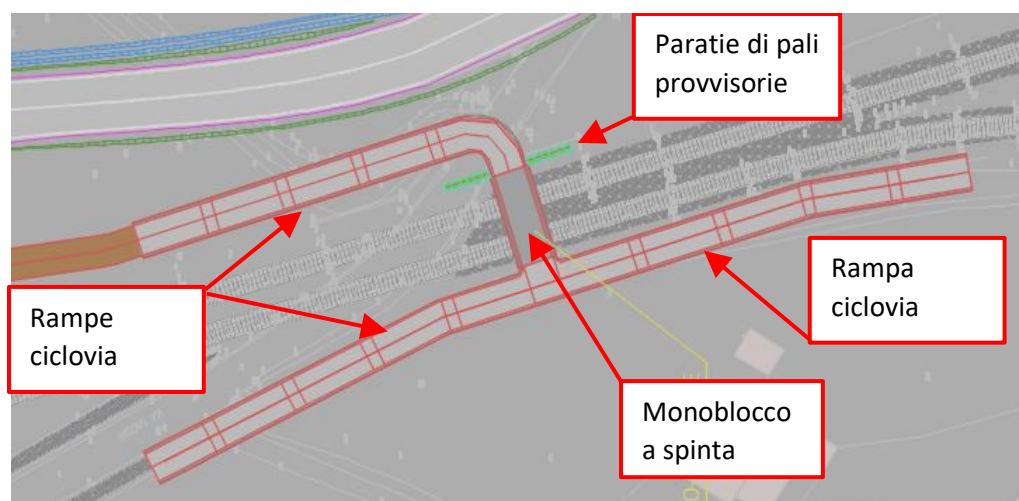 Paratie di pali
provvisorie
Rampe
ciclovia
Rampa
ciclovia
Monoblocco
a spinta